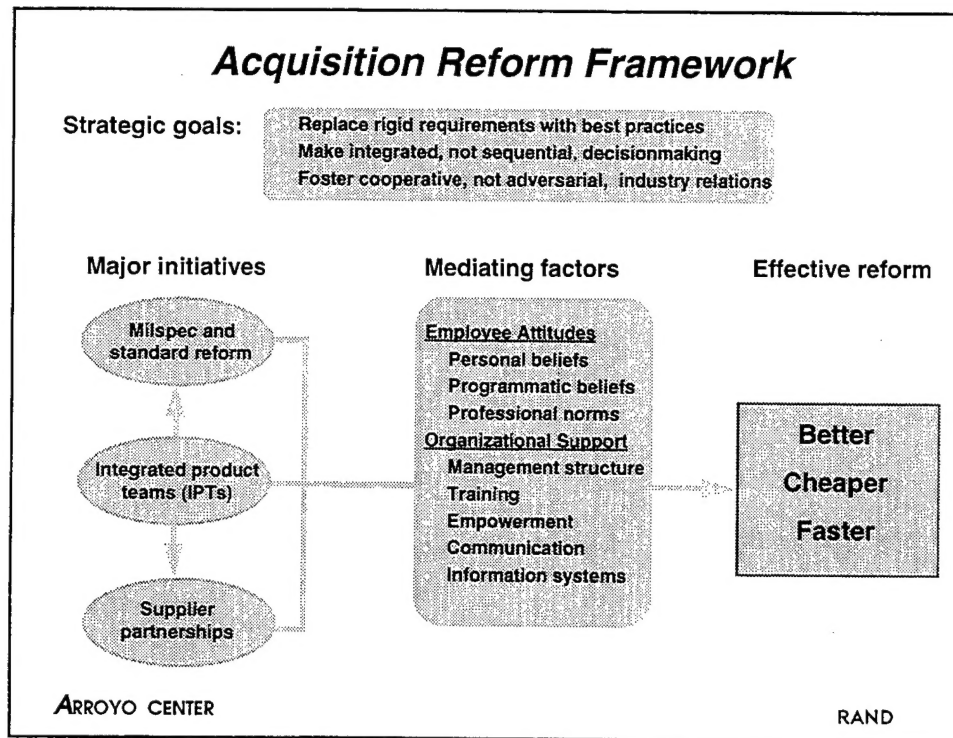 Acquisition Reform Framework
Strategic goals:
Replace rigid requirements with best practices
Make integrated, not sequential, decisionmaking
Foster cooperative, not adversarial, industry relations
Major initiatives
Milspec and
standard reform
Integrated product
teams (IPTs)
Supplier
partnerships
Mediating factors
Employee Attitudes
Personal beliefs
Programmatic beliefs
Professional norms
Organizational Support
Management structure
Training
Empowerment
Communication
Information systems
Effective reform
Better
Cheaper
Faster
ARROYO CENTER
RAND